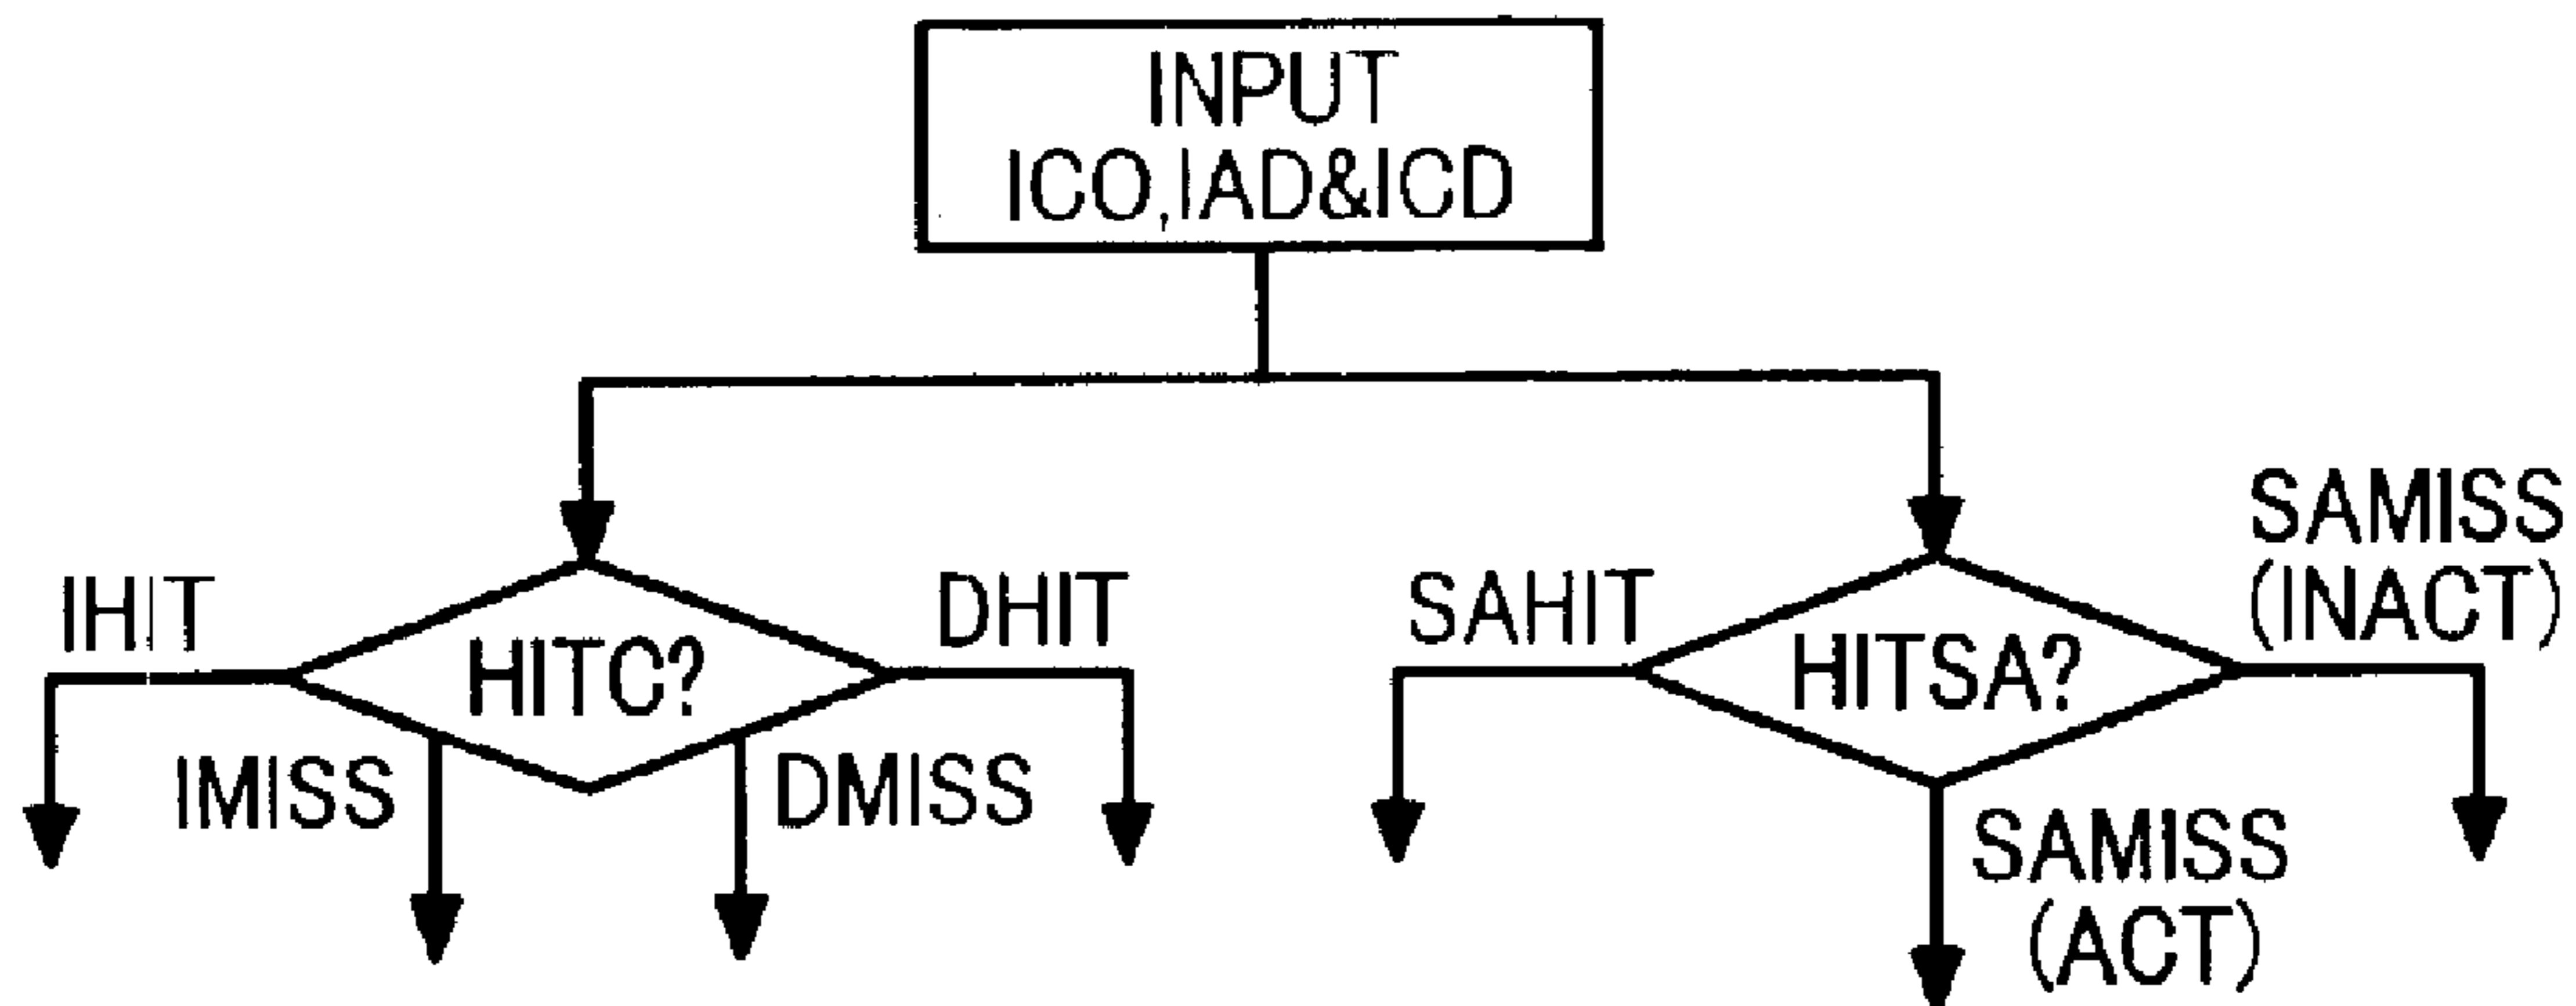 INPUT
ICO,IAD&ICD
IHIT
HITC?
DHIT
IMISS
DMISS
SAHIT
HITSA?
SAMISS
(INACT)
SAMISS
(ACT)